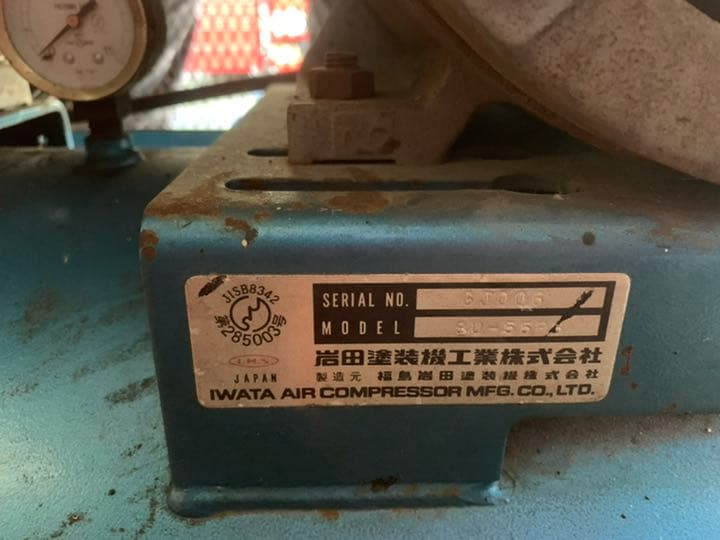 JISB8342
第285003号
JAPAN
SERIAL NO.
MODEL
岩田塗装機工業株式会社
製造元 福島岩田塗装機株式会社
IWATA AIR COMPRESSOR MFG. CO., LTD.